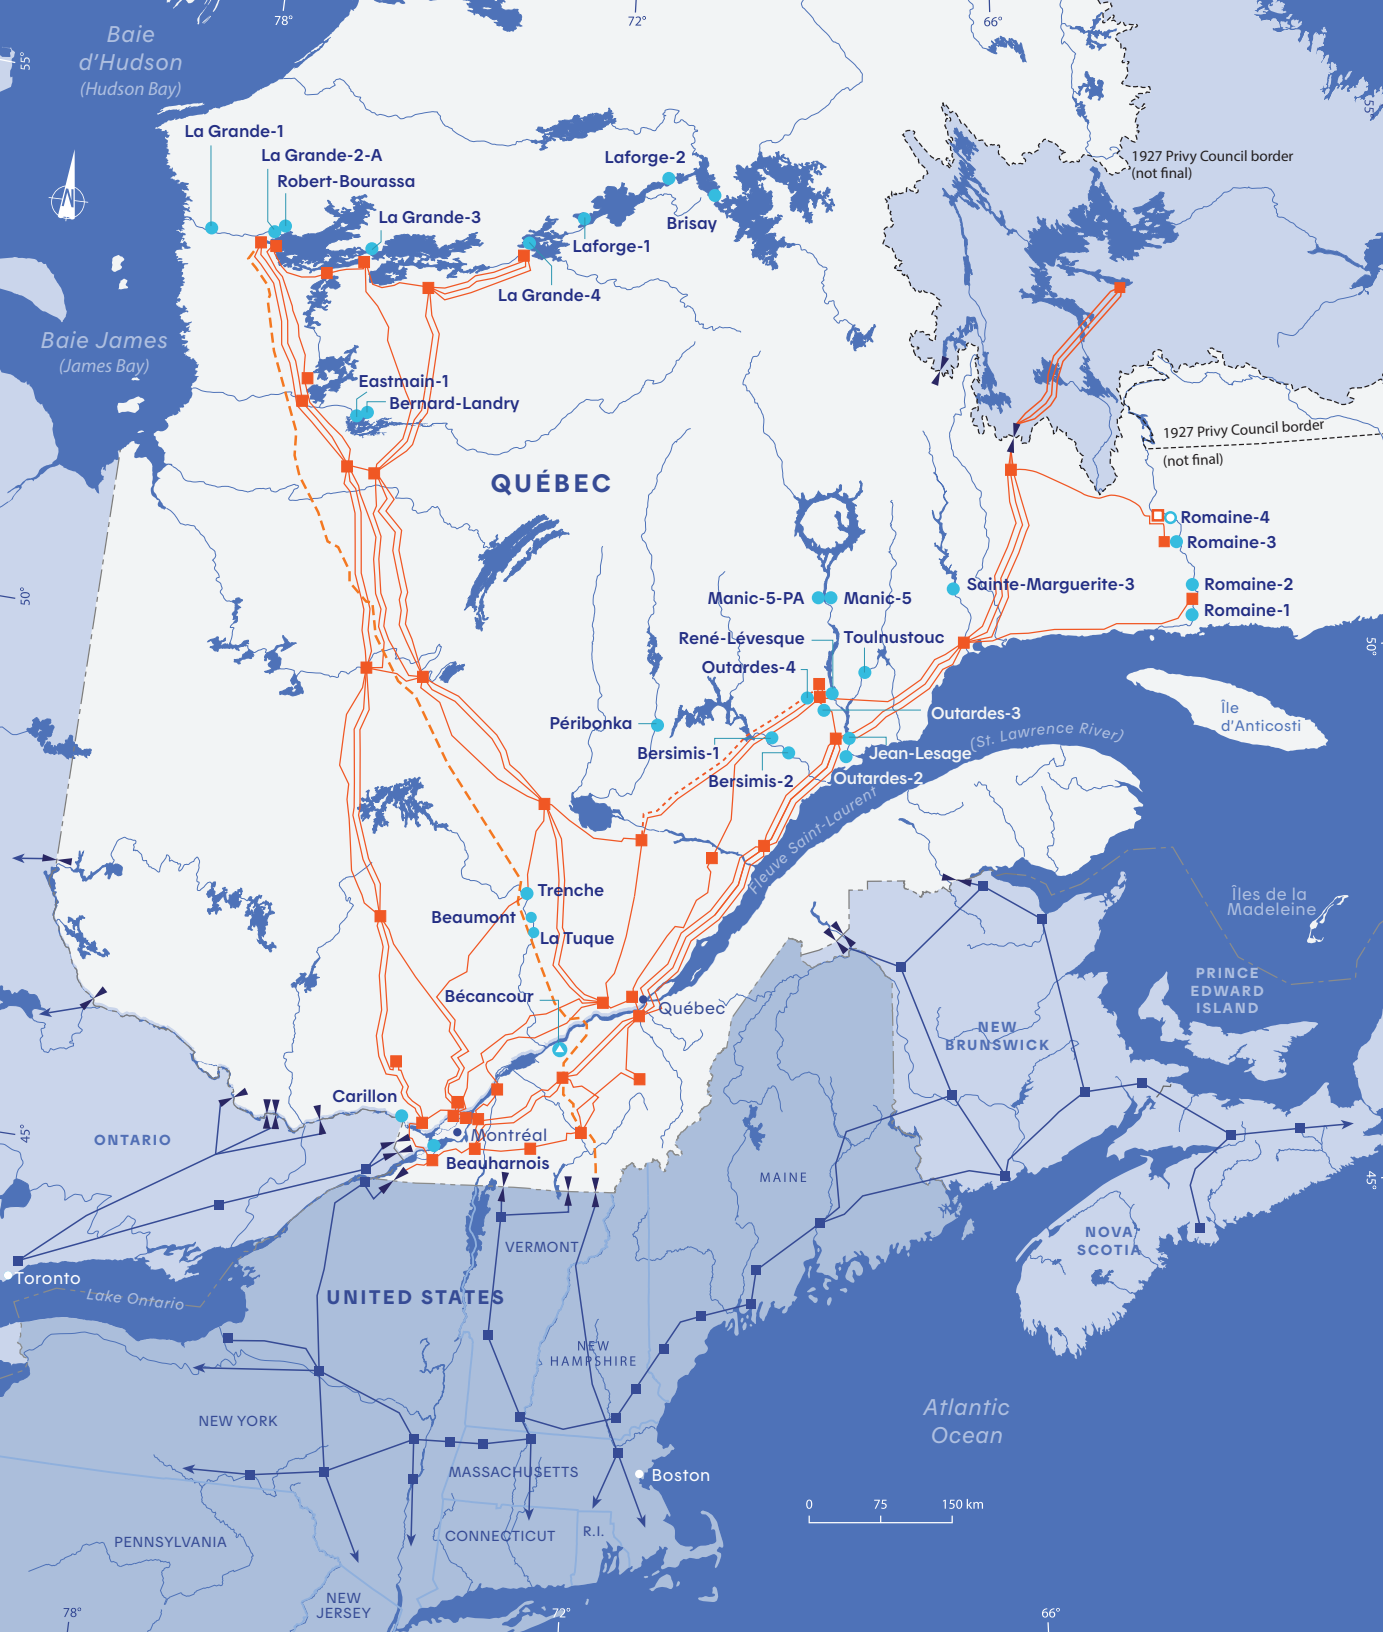 78°
72°
66°
Baie
d'Hudson
(Hudson Bay)
55°
55°
La Grande-1
La Grande-2-A
Robert-Bourassa
La Grande-3
Laforge-2
Brisay
Laforge-1
La Grande-4
1927 Privy Council border
(not final)
Baie James
(James Bay)
Eastmain-1
Bernard-Landry
1927 Privy Council border
(not final)
QUÉBEC
Romaine-4
Romaine-3
Romaine-2
Romaine-1
Sainte-Marguerite-3
50°
50°
Manic-5-PA
Manic-5
René-Lévesque
Toulnustouc
Outardes-4
Outardes-3
Péribonka
Bersimis-1
Bersimis-2
Jean-Lesage
Outardes-2
(St. Lawrence River)
Fleuve Saint-Laurent
Île
d'Anticosti
Trenche
Beaumont
La Tuque
Bécancour
Québec
Îles de la
Madeleine
PRINCE
EDWARD
ISLAND
NEW
BRUNSWICK
Carillon
Montréal
Beauharnois
45°
45°
ONTARIO
MAINE
NOVA
SCOTIA
VERMONT
Toronto
Lake Ontario
UNITED STATES
NEW
HAMPSHIRE
NEW YORK
Atlantic
Ocean
MASSACHUSETTS
Boston
0 75 150 km
CONNECTICUT
R.I.
PENNSYLVANIA
NEW
JERSEY
78°
72°
66°